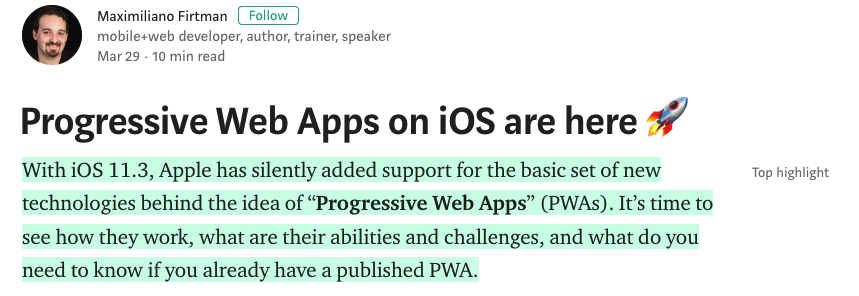 Maximiliano Firtman Follow
mobile+web developer, author, trainer, speaker
Mar 29 · 10 min read
Progressive Web Apps on iOS are here 🚀
With iOS 11.3, Apple has silently added support for the basic set of new
Top highlight
technologies behind the idea of “Progressive Web Apps” (PWAs). It’s time to
see how they work, what are their abilities and challenges, and what do you
need to know if you already have a published PWA.